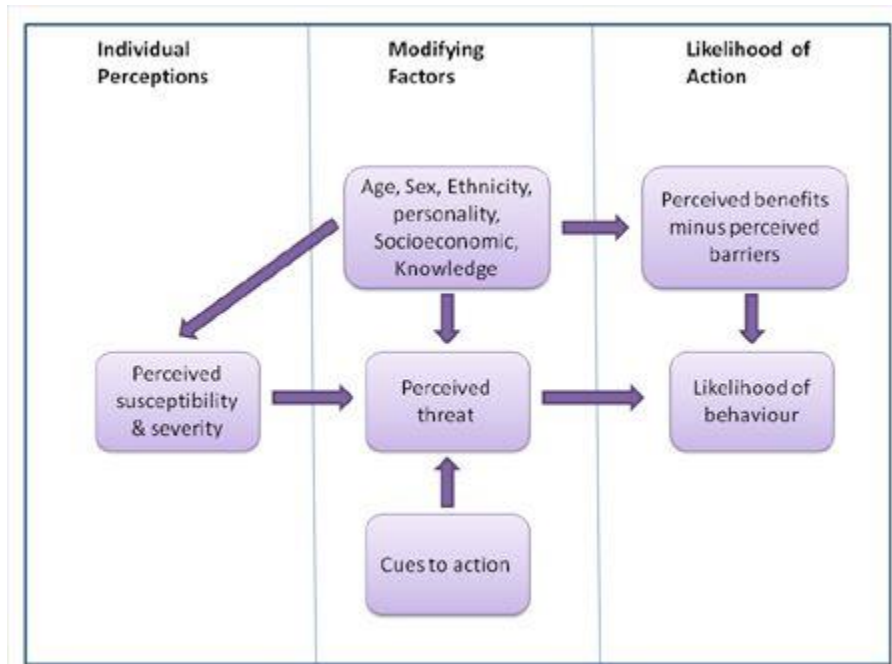 Individual
Perceptions
Modifying
Factors
Likelihood of
Action
Age, Sex, Ethnicity,
personality,
Socioeconomic,
Knowledge
Perceived benefits
minus perceived
barriers
Perceived
susceptibility
& severity
Perceived
threat
Likelihood of
behaviour
Cues to action